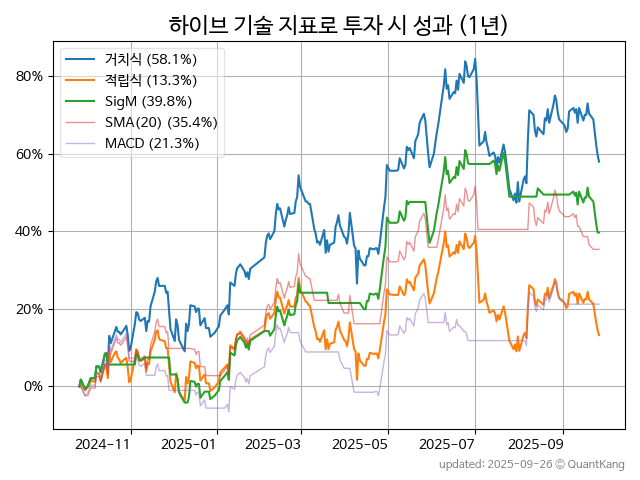 하이브 기술 지표로 투자 시 성과 (1년)
거치식 (58.1%)
적립식 (13.3%)
SigM (39.8%)
SMA(20) (35.4%)
MACD (21.3%)
80%
60%
40%
20%
0%
2024-11 2025-01 2025-03 2025-05 2025-07 2025-09
updated: 2025-09-26 © QuantKang